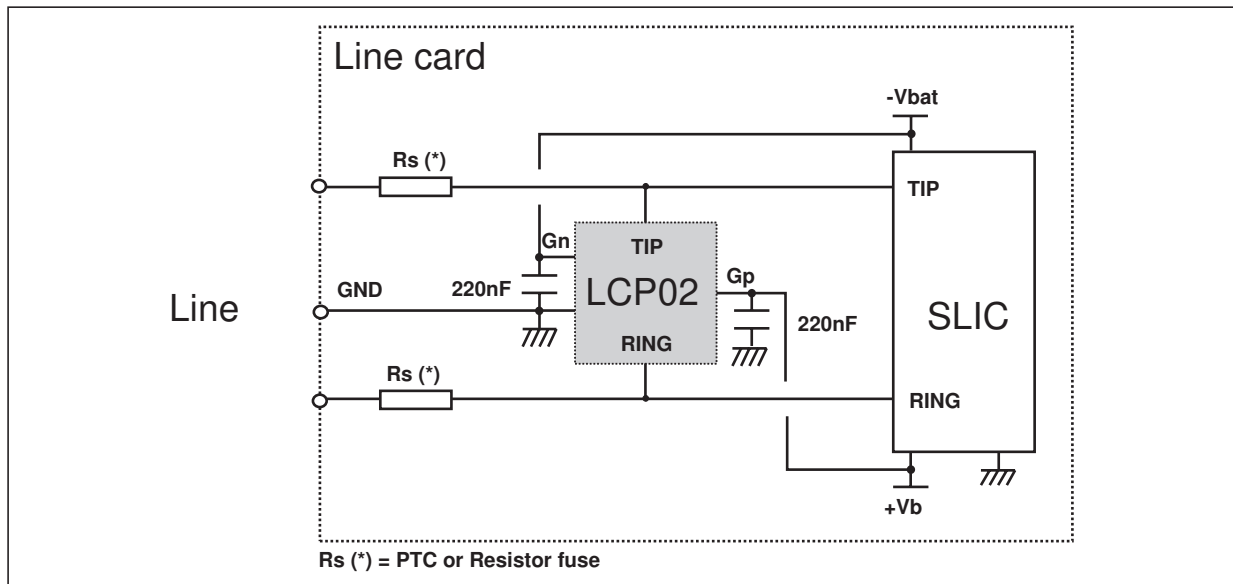 Line card
-Vbat
Rs (*)
TIP
Gn
TIP
Gp
LCP02
220nF
GND
Line
220nF
SLIC
RING
Rs (*)
RING
+Vb
Rs (*) = PTC or Resistor fuse